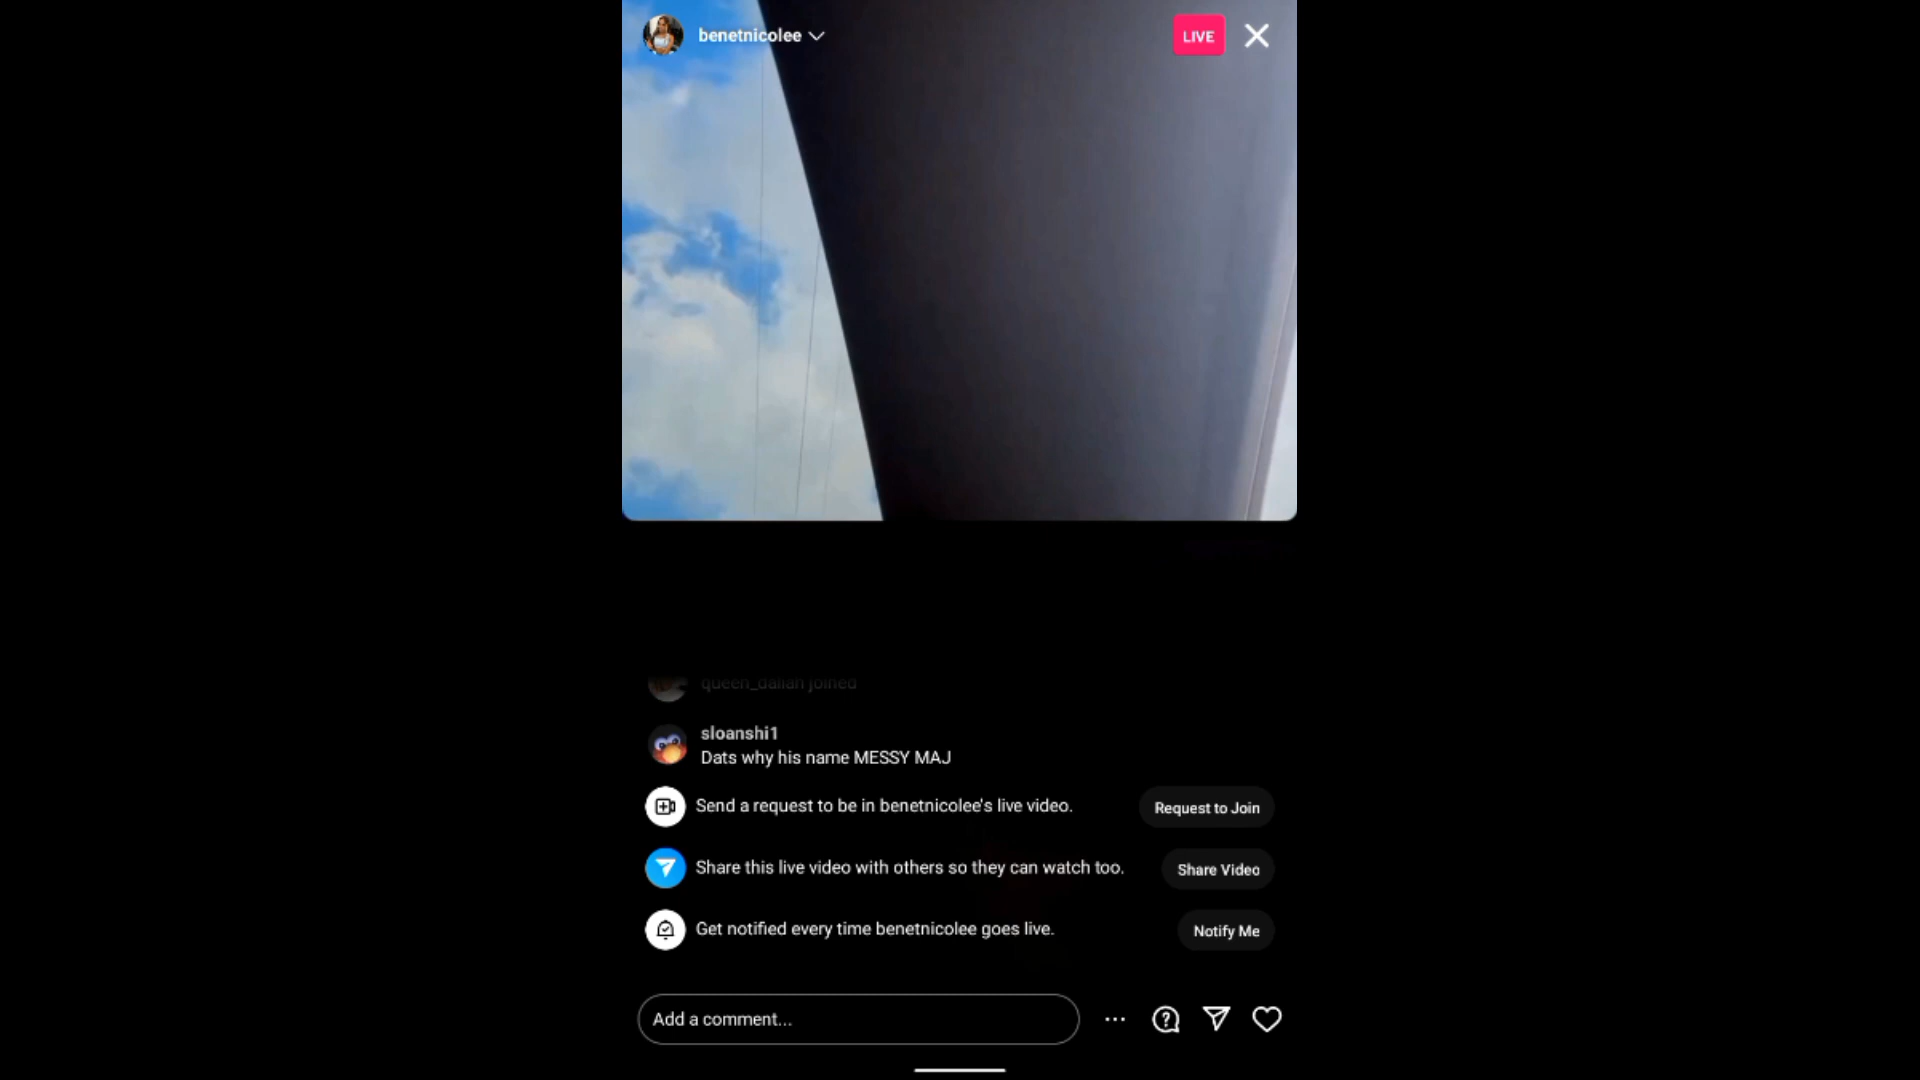 benetnicolee
LIVE
queen_dalian joined
sloanshi1
Dats why his name MESSY MAJ
Send a request to be in benetnicolee's live video.
Request to Join
Share this live video with others so they can watch too.
Share Video
Get notified every time benetnicolee goes live.
Notify Me
Add a comment...